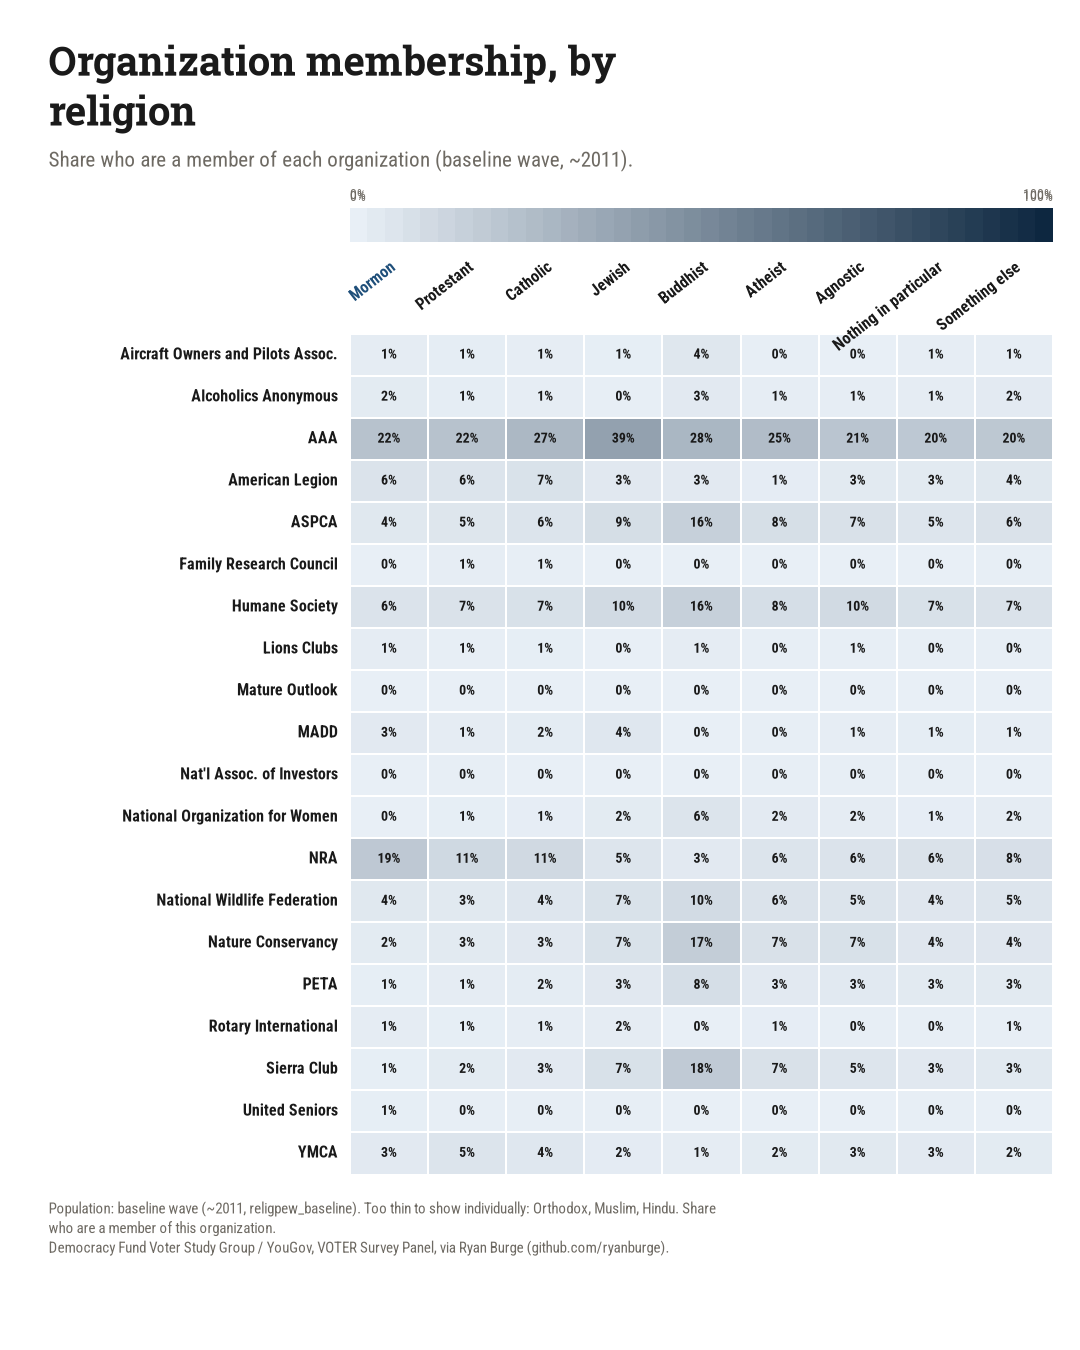 Organization membership, by
religion
Share who are a member of each organization (baseline wave, ~2011).
0% 100%
Mormon Protestant Catholic Jewish Buddhist Atheist Agnostic Nothing in particular Something else
Aircraft Owners and Pilots Assoc. 1% 1% 1% 1% 4% 0% 0% 1% 1%
Alcoholics Anonymous 2% 1% 1% 0% 3% 1% 1% 1% 2%
AAA 22% 22% 27% 39% 28% 25% 21% 20% 20%
American Legion 6% 6% 7% 3% 3% 1% 3% 3% 4%
ASPCA 4% 5% 6% 9% 16% 8% 7% 5% 6%
Family Research Council 0% 1% 1% 0% 0% 0% 0% 0% 0%
Humane Society 6% 7% 7% 10% 16% 8% 10% 7% 7%
Lions Clubs 1% 1% 1% 0% 1% 0% 1% 0% 0%
Mature Outlook 0% 0% 0% 0% 0% 0% 0% 0% 0%
MADD 3% 1% 2% 4% 0% 0% 1% 1% 1%
Nat'l Assoc. of Investors 0% 0% 0% 0% 0% 0% 0% 0% 0%
National Organization for Women 0% 1% 1% 2% 6% 2% 2% 1% 2%
NRA 19% 11% 11% 5% 3% 6% 6% 6% 8%
National Wildlife Federation 4% 3% 4% 7% 10% 6% 5% 4% 5%
Nature Conservancy 2% 3% 3% 7% 17% 7% 7% 4% 4%
PETA 1% 1% 2% 3% 8% 3% 3% 3% 3%
Rotary International 1% 1% 1% 2% 0% 1% 0% 0% 1%
Sierra Club 1% 2% 3% 7% 18% 7% 5% 3% 3%
United Seniors 1% 0% 0% 0% 0% 0% 0% 0% 0%
YMCA 3% 5% 4% 2% 1% 2% 3% 3% 2%
Population: baseline wave (~2011, religpew_baseline). Too thin to show individually: Orthodox, Muslim, Hindu. Share
who are a member of this organization.
Democracy Fund Voter Study Group / YouGov, VOTER Survey Panel, via Ryan Burge (github.com/ryanburge).